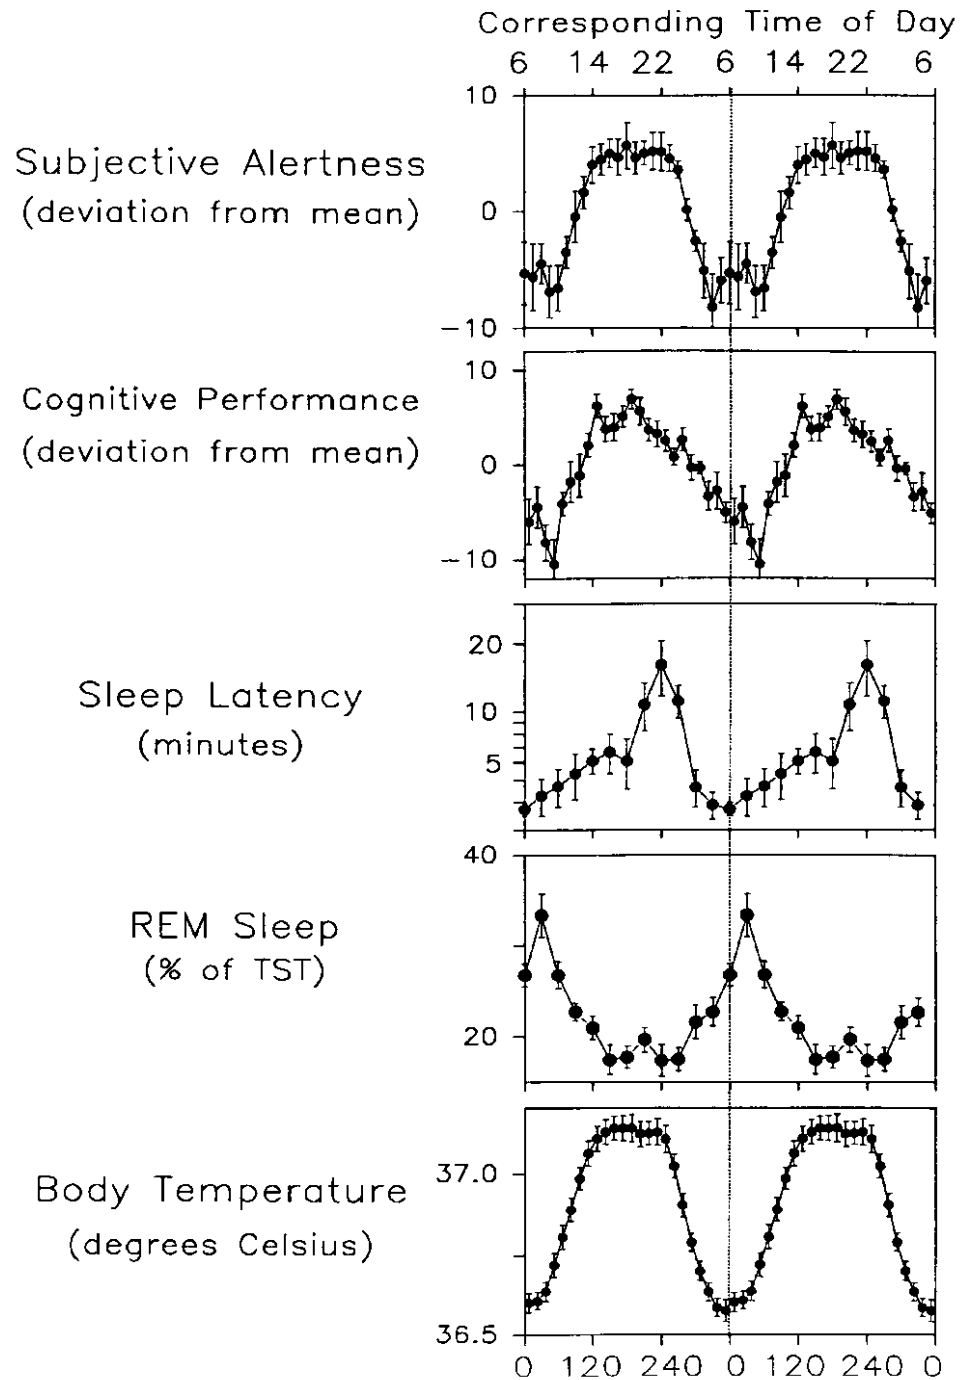 Corresponding Time of Day
6 14 22 6 14 22 6
10
Subjective Alertness
(deviation from mean)
0
-10
10
Cognitive Performance
(deviation from mean)
0
-10
20
Sleep Latency
10
(minutes)
5
40
REM Sleep
(% of TST)
20
37.0
Body Temperature
(degrees Celsius)
36.5
0 120 240 0 120 240 0